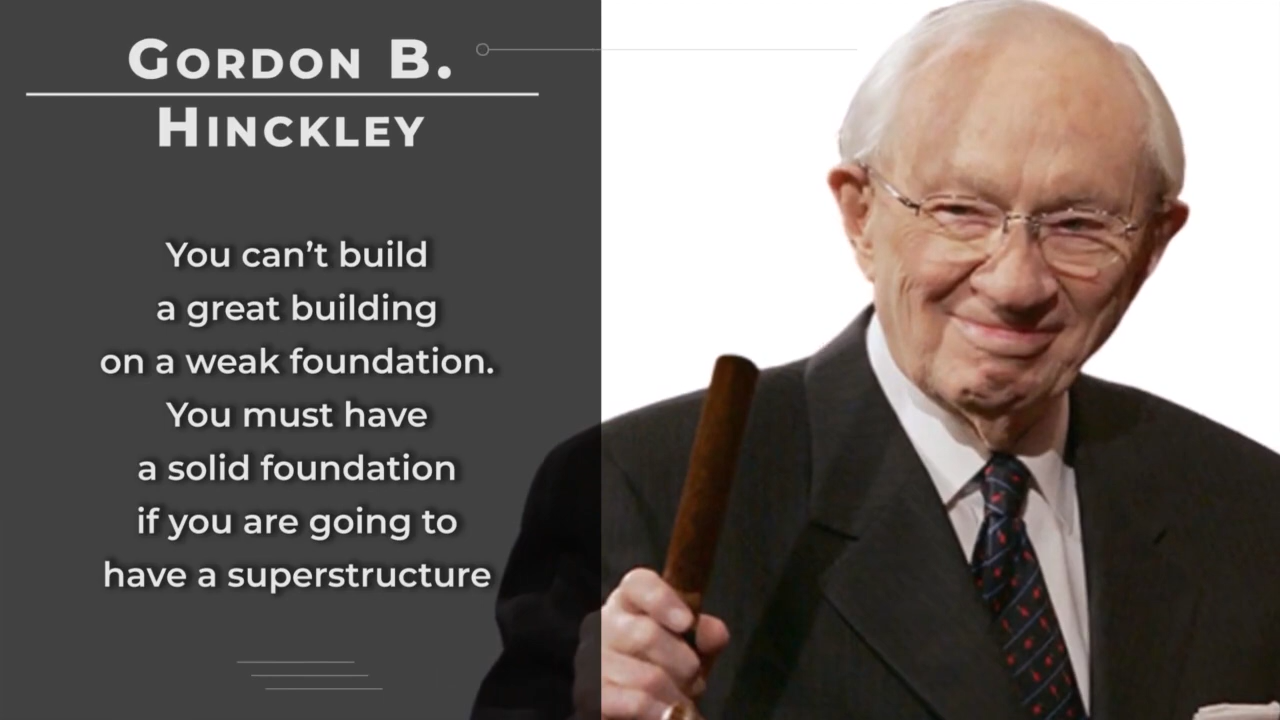 GORDON B.
HINCKLEY
You can’t build
a great building
on a weak foundation.
You must have
a solid foundation
if you are going to
have a superstructure